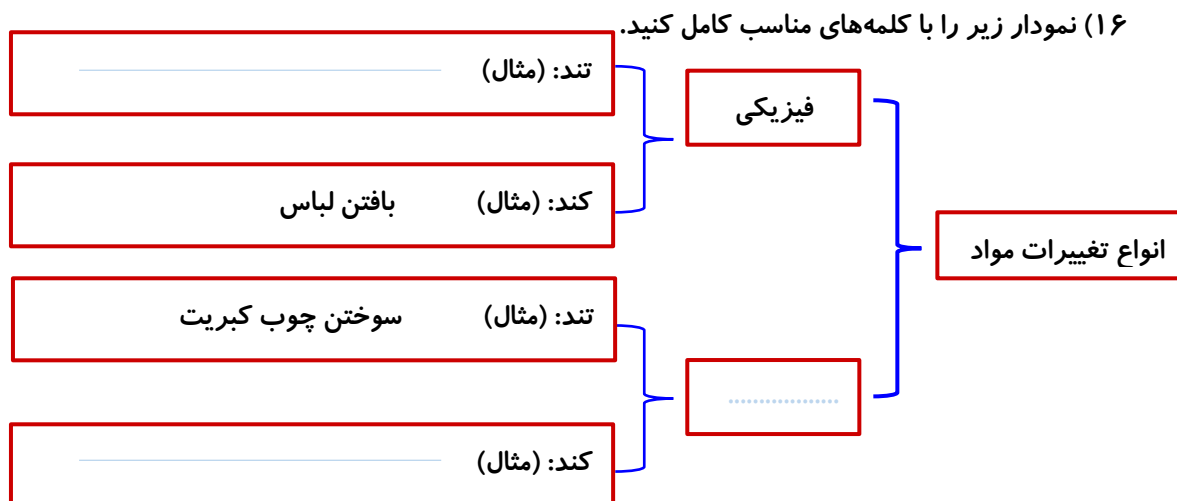 ۱۶) نمودار زیر را با کلمه‌های مناسب کامل کنید.
تند: (مثال)
فیزیکی
کند: (مثال) بافتن لباس
انواع تغییرات مواد
تند: (مثال) سوختن چوب کبریت
..................
کند: (مثال)